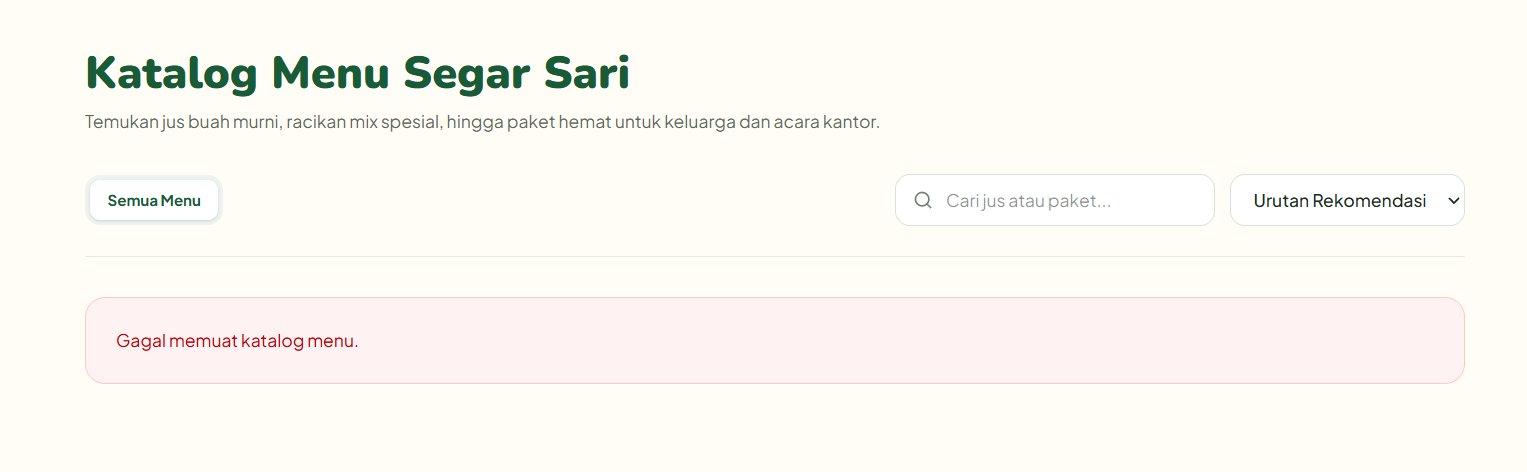 Katalog Menu Segar Sari
Temukan jus buah murni, racikan mix spesial, hingga paket hemat untuk keluarga dan acara kantor.
Semua Menu
Cari jus atau paket...
Urutan Rekomendasi
Gagal memuat katalog menu.